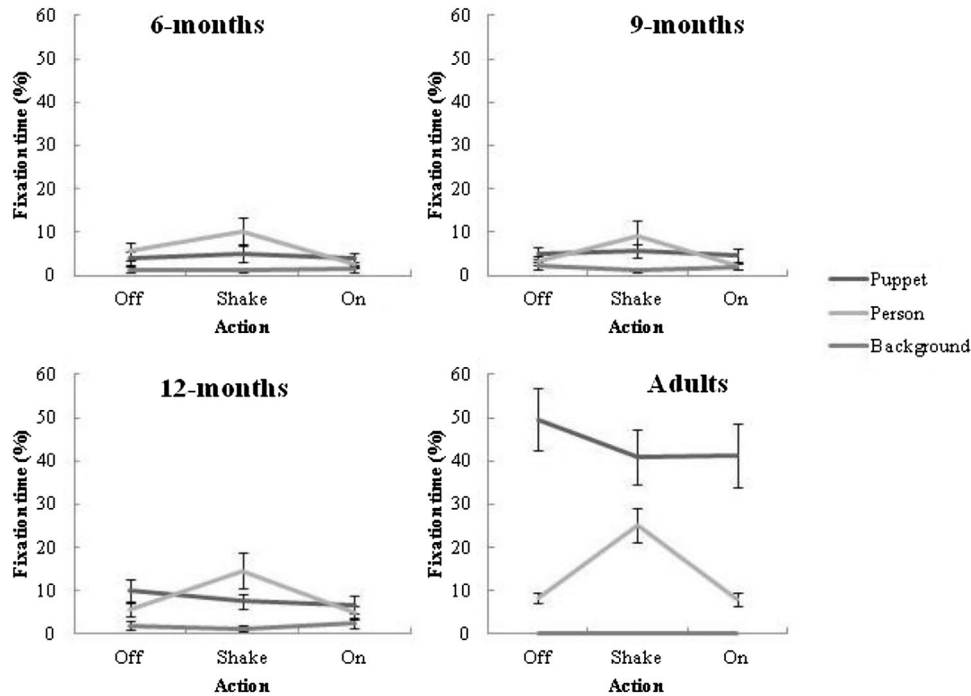 6-months
60
50
40
30
20
10
0
Fixation time (%)
Off Shake On
Action
9-months
60
50
40
30
20
10
0
Fixation time (%)
Off Shake On
Action
Puppet
Person
Background
12-months
60
50
40
30
20
10
0
Fixation time (%)
Off Shake On
Action
Adults
60
50
40
30
20
10
0
Fixation time (%)
Off Shake On
Action